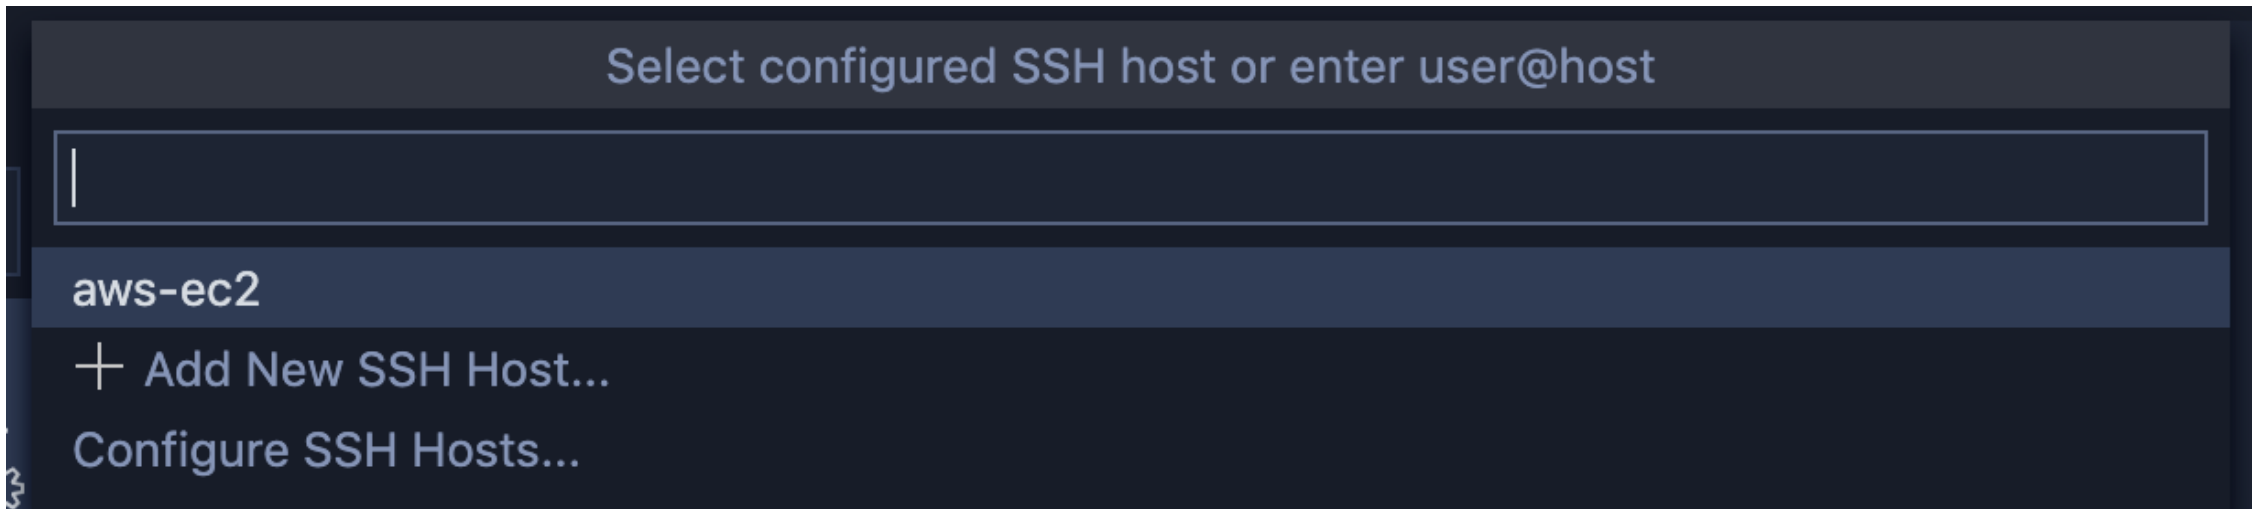 Select configured SSH host or enter user@host
aws-ec2
+ Add New SSH Host...
Configure SSH Hosts...